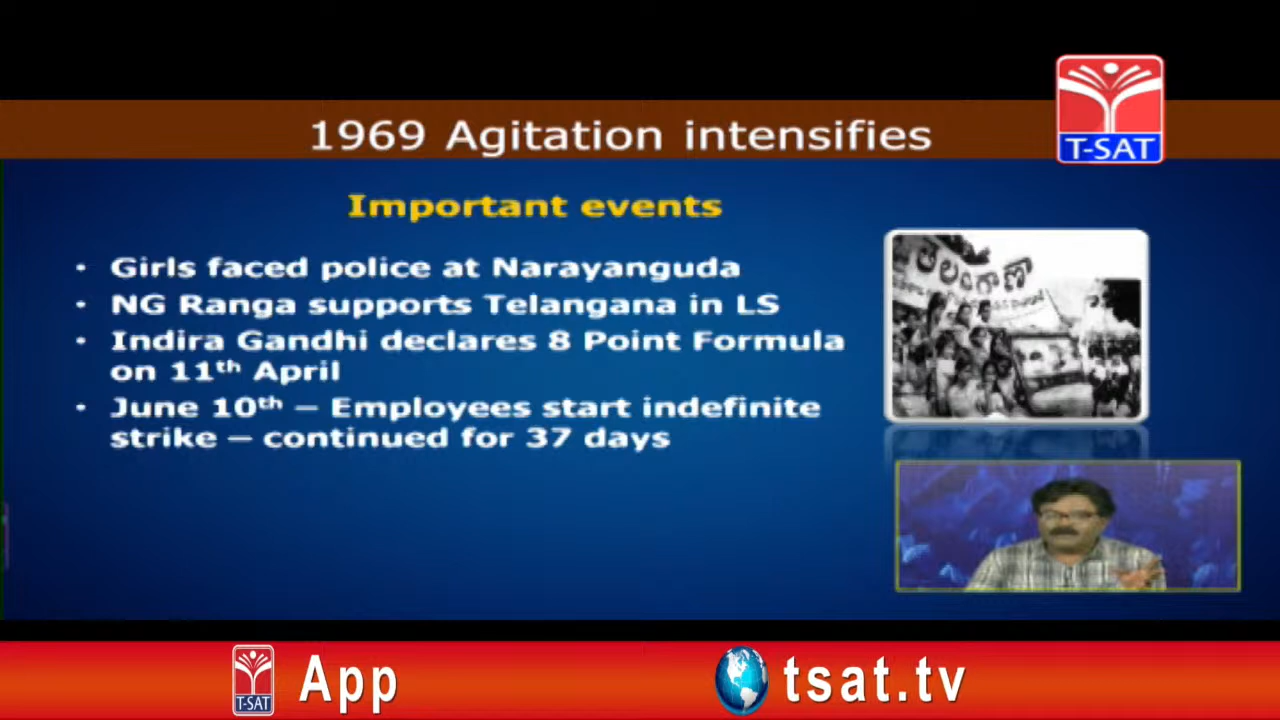 1969 Agitation intensifies
T-SAT
Important events
• Girls faced police at Narayanguda
• NG Ranga supports Telangana in LS
• Indira Gandhi declares 8 Point Formula
on 11th April
• June 10th – Employees start indefinite
strike – continued for 37 days
తెలంగాణా
T-SAT
App
tsat.tv